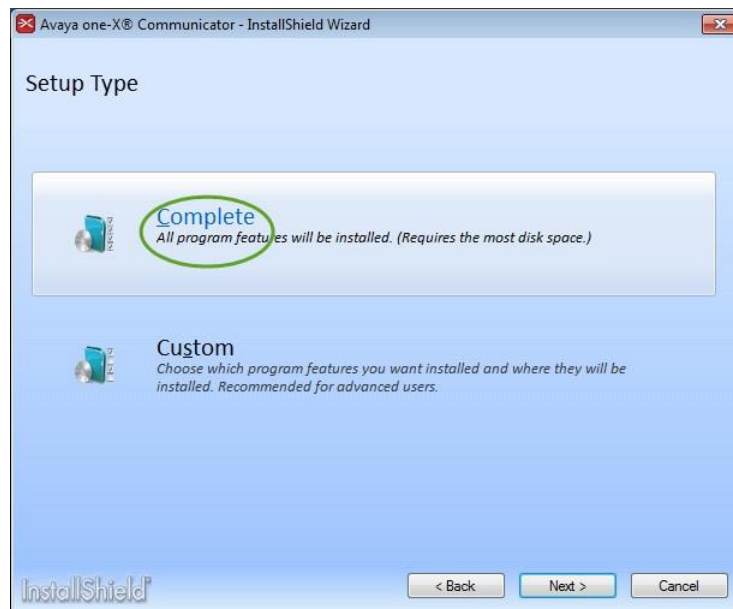 Avaya one-X® Communicator - InstallShield Wizard
Setup Type
Complete
All program features will be installed. (Requires the most disk space.)
Custom
Choose which program features you want installed and where they will be
installed. Recommended for advanced users.
InstallShield
< Back Next > Cancel